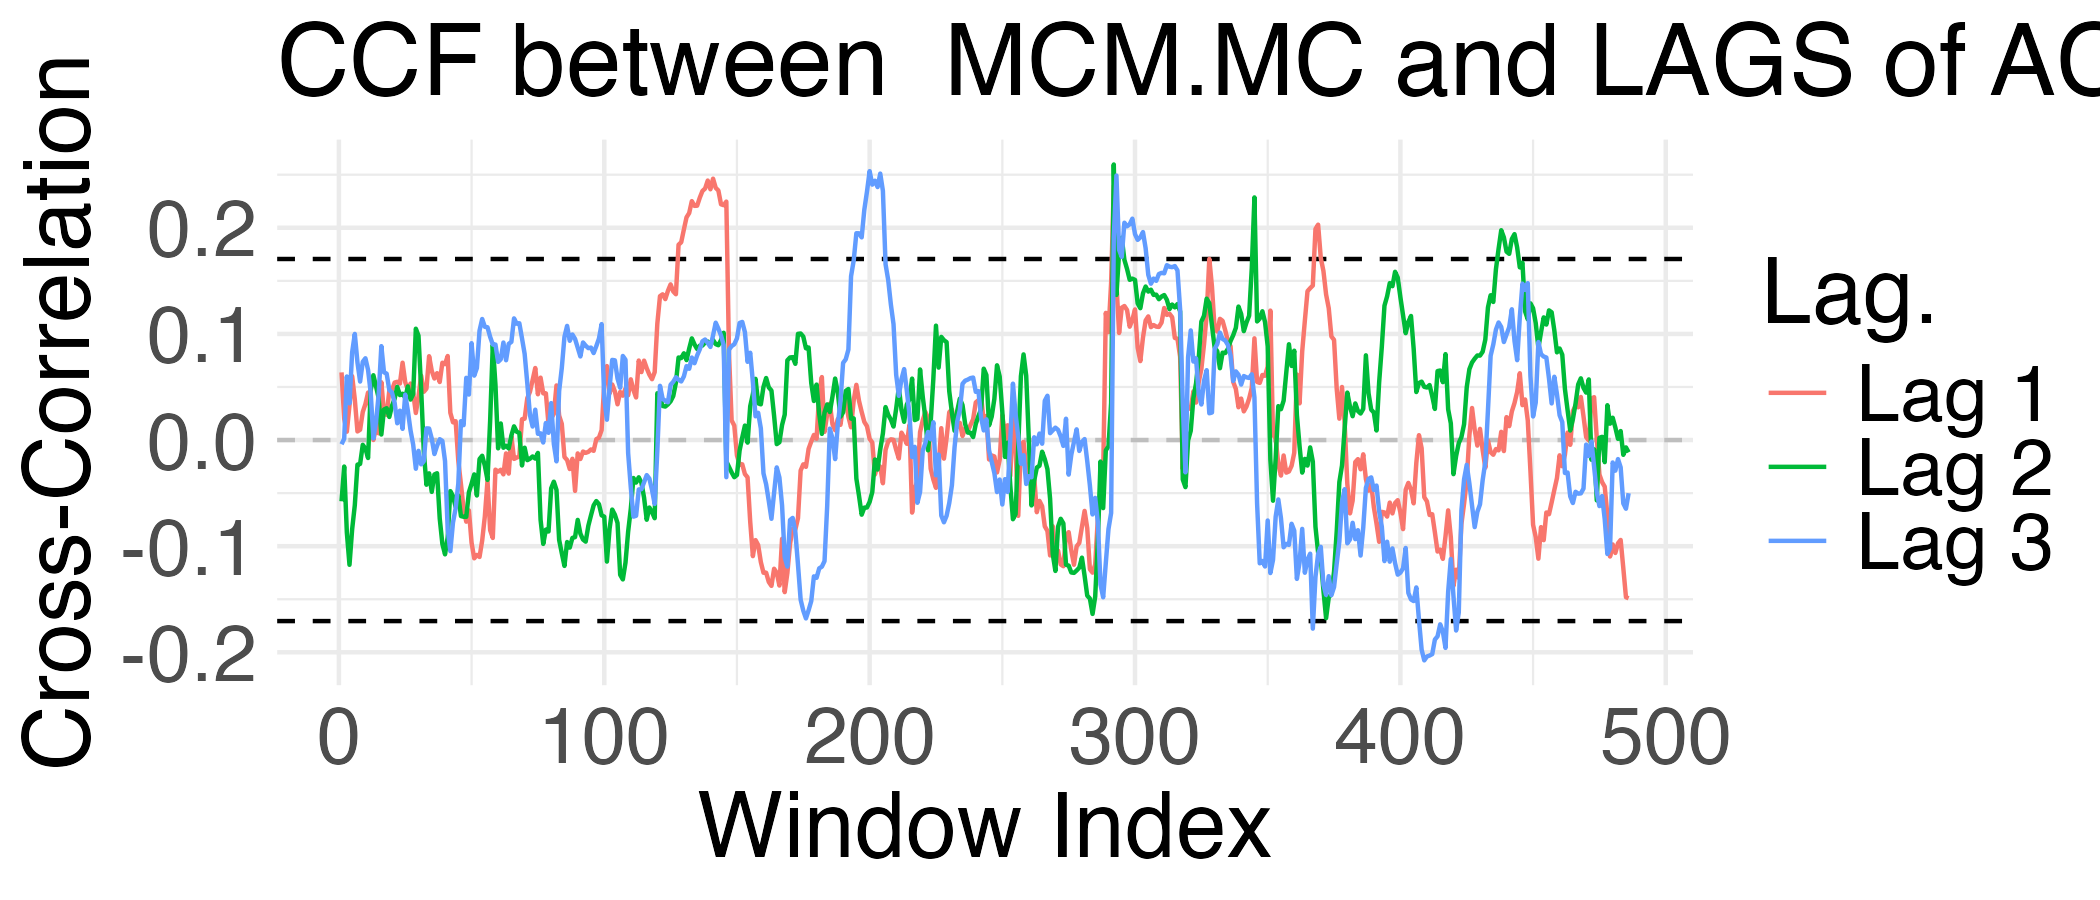 CCF between  MCM.MC and LAGS of AC
Cross-Correlation
0.2
0.1
0.0
-0.1
-0.2
0
100
200
300
400
500
Window Index
Lag.
Lag 1
Lag 2
Lag 3